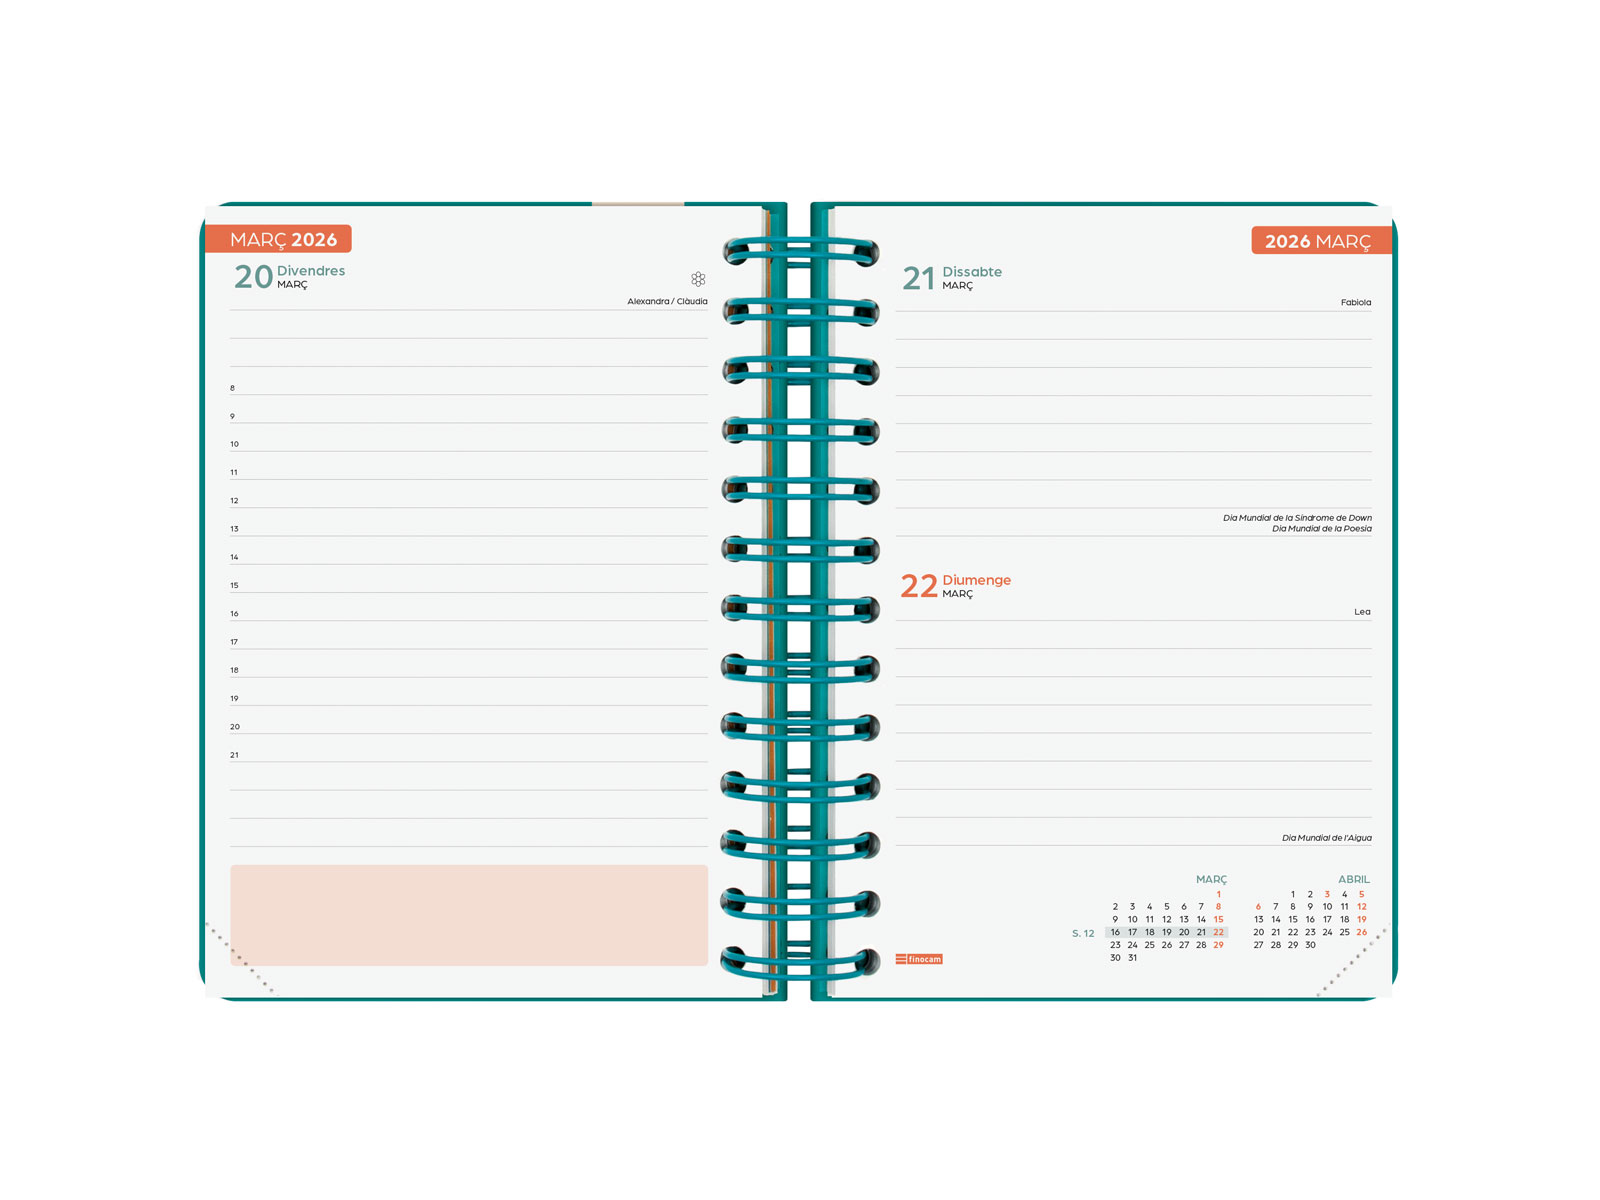 MARÇ 2026
20 Divendres
MARÇ
Alexandra / Clàudia
8
9
10
11
12
13
14
15
16
17
18
19
20
21
2026 MARÇ
21 Dissabte
MARÇ
Fabiola
Dia Mundial de la Síndrome de Down
Dia Mundial de la Poesia
22 Diumenge
MARÇ
Lea
Dia Mundial de l'Aigua
MARÇ
1
2 3 4 5 6 7 8
9 10 11 12 13 14 15
S. 12 16 17 18 19 20 21 22
23 24 25 26 27 28 29
30 31
ABRIL
1 2 3 4 5
6 7 8 9 10 11 12
13 14 15 16 17 18 19
20 21 22 23 24 25 26
27 28 29 30
finocam